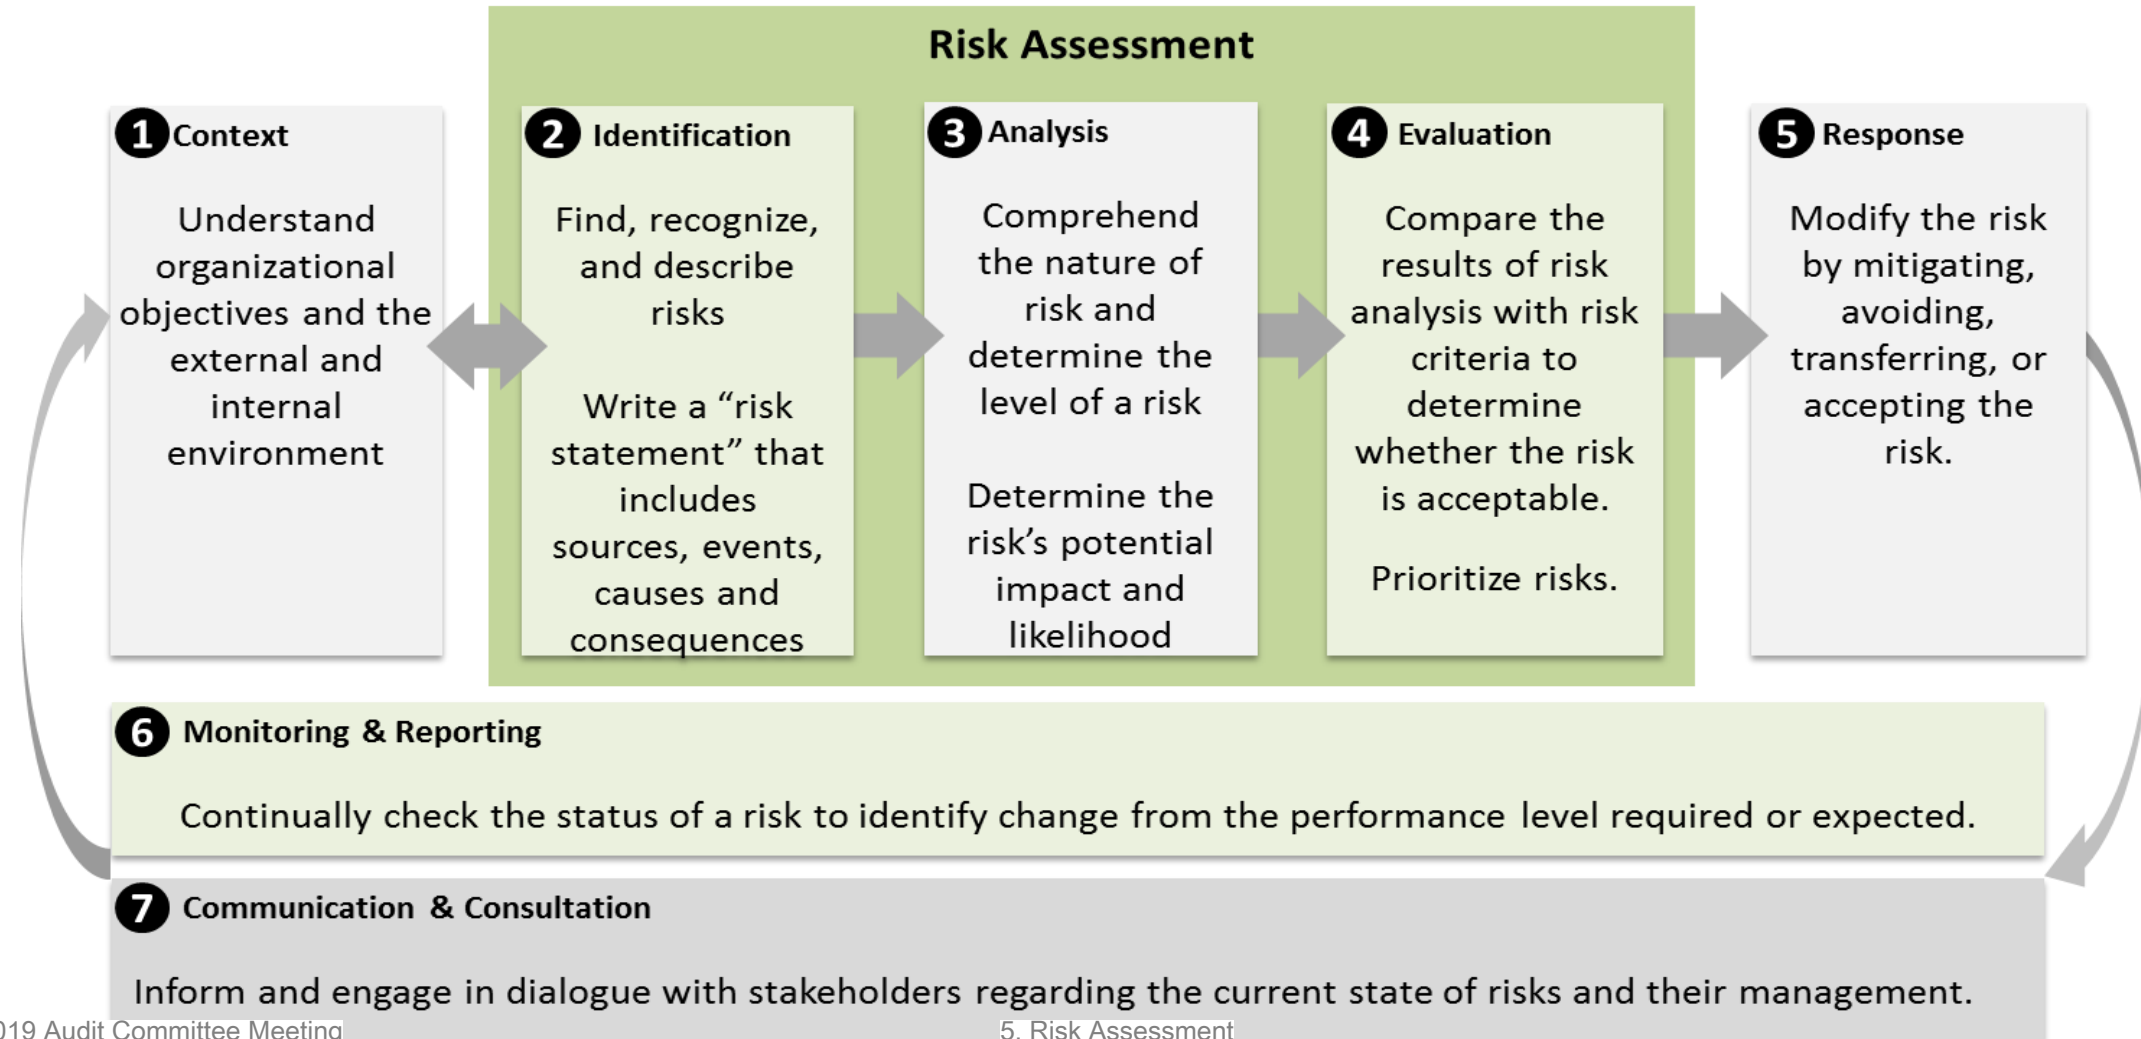 Risk Assessment
1 Context
Understand
organizational
objectives and the
external and
internal
environment
2 Identification
Find, recognize,
and describe
risks
Write a “risk
statement” that
includes
sources, events,
causes and
consequences
3 Analysis
Comprehend
the nature of
risk and
determine the
level of a risk
Determine the
risk’s potential
impact and
likelihood
4 Evaluation
Compare the
results of risk
analysis with risk
criteria to
determine
whether the risk
is acceptable.
Prioritize risks.
5 Response
Modify the risk
by mitigating,
avoiding,
transferring, or
accepting the
risk.
6 Monitoring & Reporting
Continually check the status of a risk to identify change from the performance level required or expected.
7 Communication & Consultation
Inform and engage in dialogue with stakeholders regarding the current state of risks and their management.
019 Audit Committee Meeting
5. Risk Assessment